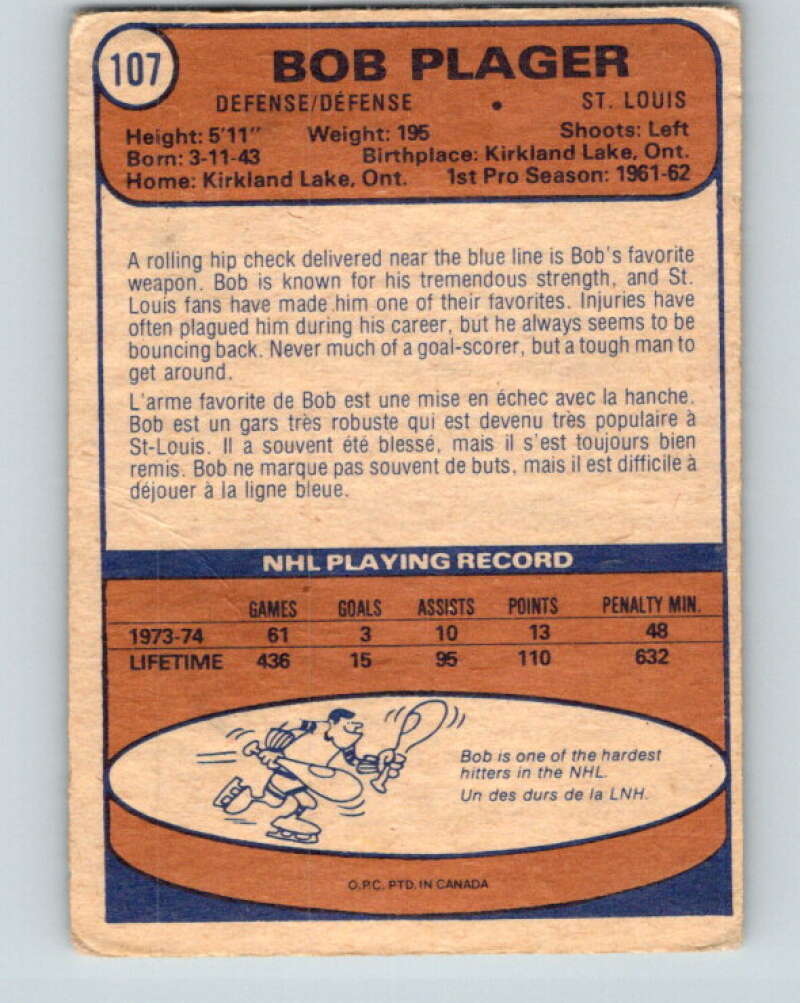 107
BOB PLAGER
DEFENSE/DÉFENSE • ST. LOUIS
Height: 5'11" Weight: 195 Shoots: Left
Born: 3-11-43 Birthplace: Kirkland Lake, Ont.
Home: Kirkland Lake, Ont. 1st Pro Season: 1961-62
A rolling hip check delivered near the blue line is Bob's favorite
weapon. Bob is known for his tremendous strength, and St.
Louis fans have made him one of their favorites. Injuries have
often plagued him during his career, but he always seems to be
bouncing back. Never much of a goal-scorer, but a tough man to
get around.
L'arme favorite de Bob est une mise en échec avec la hanche.
Bob est un gars très robuste qui est devenu très populaire à
St-Louis. Il a souvent été blessé, mais il s'est toujours bien
remis. Bob ne marque pas souvent de buts, mais il est difficile à
déjouer à la ligne bleue.
NHL PLAYING RECORD
GAMES GOALS ASSISTS POINTS PENALTY MIN.
1973-74 61 3 10 13 48
LIFETIME 436 15 95 110 632
Bob is one of the hardest
hitters in the NHL.
Un des durs de la LNH.
O.P.C. PTD. IN CANADA